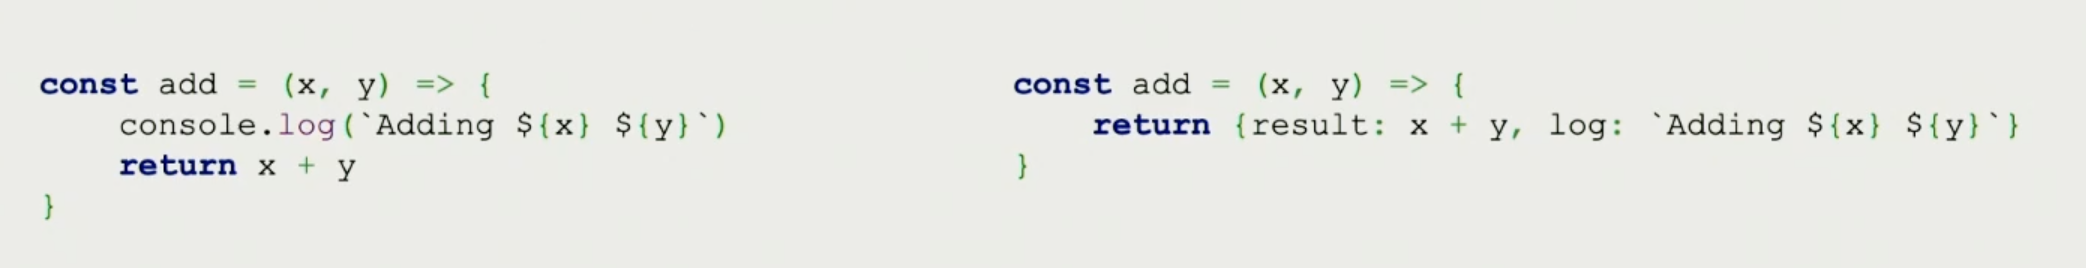 const add = (x, y) => {
    console.log(`Adding ${x} ${y}`)
    return x + y
}
const add = (x, y) => {
    return {result: x + y, log: `Adding ${x} ${y}`}
}